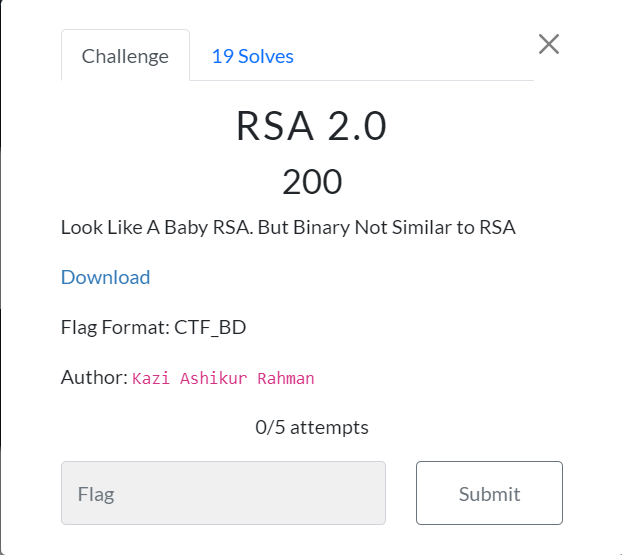 Challenge
19 Solves
RSA 2.0
200
Look Like A Baby RSA. But Binary Not Similar to RSA
Download
Flag Format: CTF_BD
Author: Kazi Ashikur Rahman
0/5 attempts
Flag
Submit